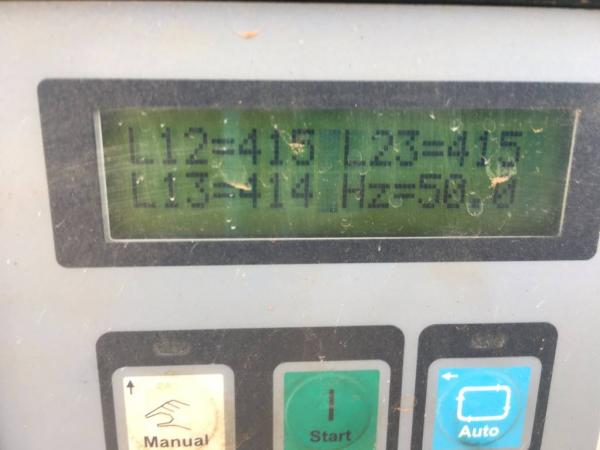 L12=415 L23=415
L13=414 Hz=50.0
Manual
I
Start
Auto